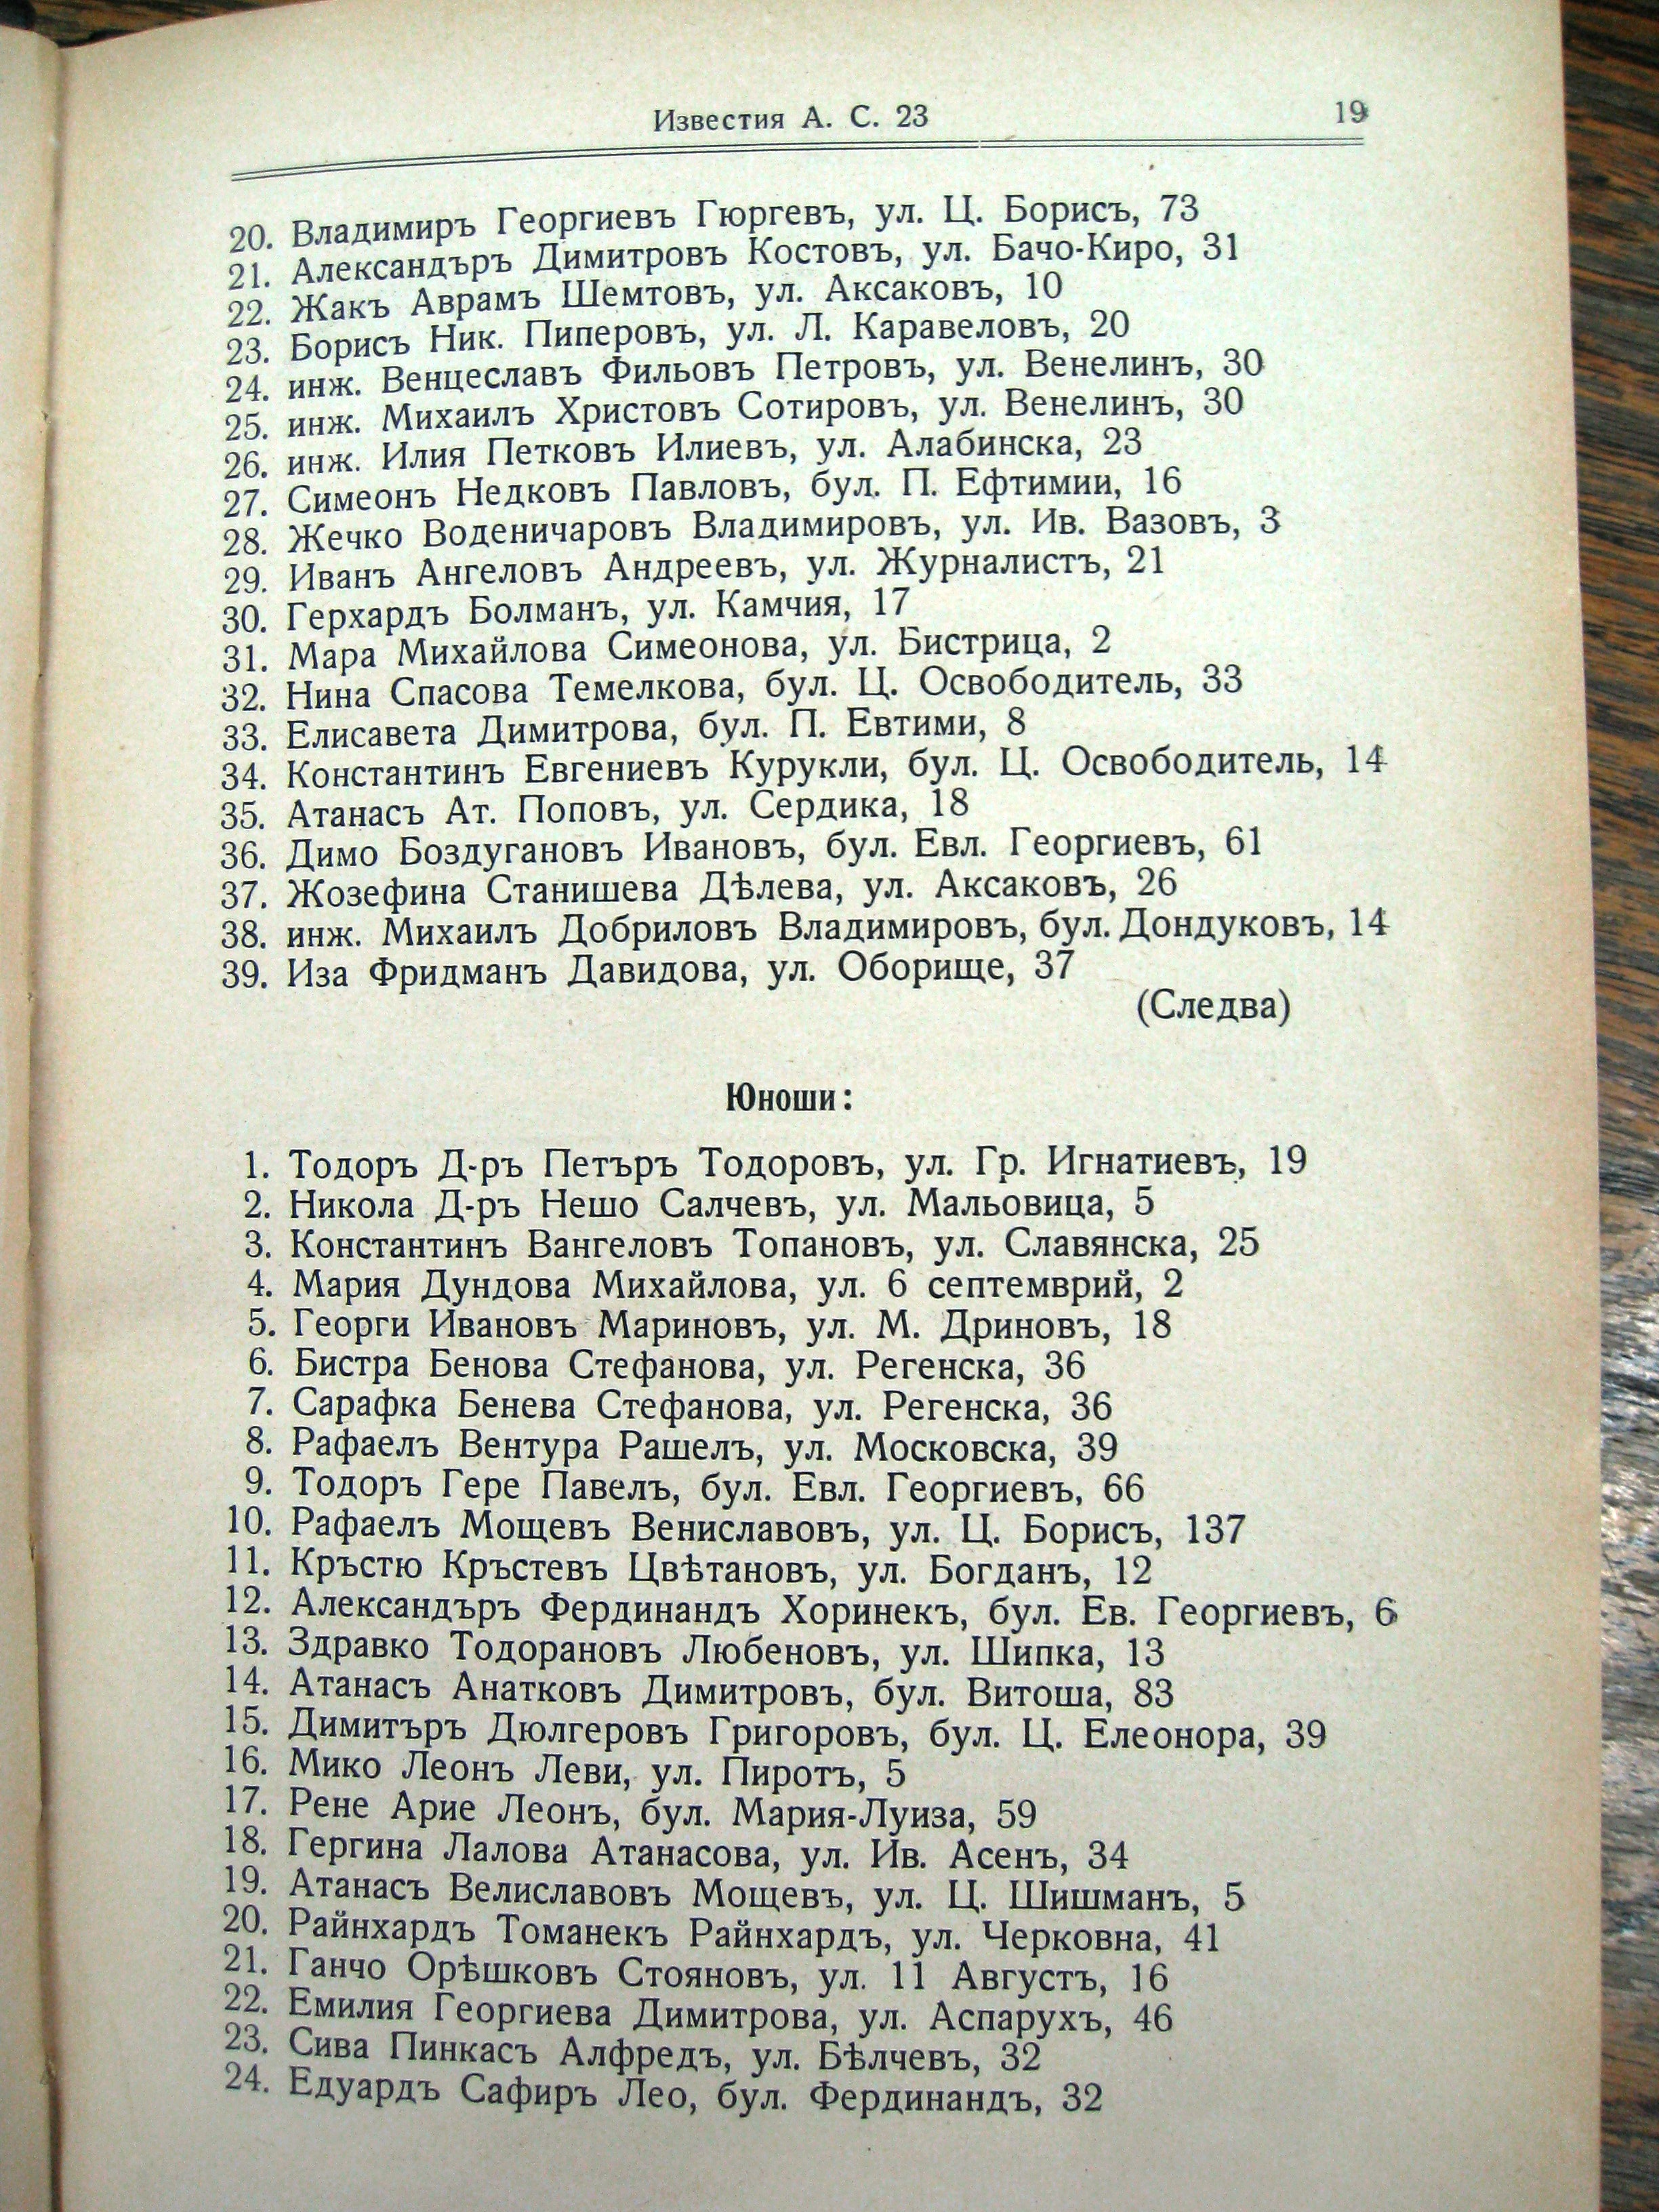 Известия А. С. 23 19
20. Владимиръ Георгиевъ Гюргевъ, ул. Ц. Борисъ, 73
21. Александъръ Димитровъ Костовъ, ул. Бачо-Киро, 31
22. Жакъ Аврамъ Шемтовъ, ул. Аксаковъ, 10
23. Борисъ Ник. Пиперовъ, ул. Л. Каравеловъ, 20
24. инж. Венцеславъ Фильовъ Петровъ, ул. Венелинъ, 30
25. инж. Михаилъ Христовъ Сотировъ, ул. Венелинъ, 30
26. инж. Илия Петковъ Илиевъ, ул. Алабинска, 23
27. Симеонъ Недковъ Павловъ, бул. П. Ефтимии, 16
28. Жечко Воденичаровъ Владимировъ, ул. Ив. Вазовъ, 3
29. Иванъ Ангеловъ Андреевъ, ул. Журналистъ, 21
30. Герхардъ Болманъ, ул. Камчия, 17
31. Мара Михайлова Симеонова, ул. Бистрица, 2
32. Нина Спасова Темелкова, бул. Ц. Освободитель, 33
33. Елисавета Димитрова, бул. П. Евтими, 8
34. Константинъ Евгениевъ Курукли, бул. Ц. Освободитель, 14
35. Атанасъ Ат. Поповъ, ул. Сердика, 18
36. Димо Боздугановъ Ивановъ, бул. Евл. Георгиевъ, 61
37. Жозефина Станишева Дѣлева, ул. Аксаковъ, 26
38. инж. Михаилъ Добриловъ Владимировъ, бул. Дондуковъ, 14
39. Иза Фридманъ Давидова, ул. Оборище, 37
(Следва)
Юноши:
1. Тодоръ Д-ръ Петъръ Тодоровъ, ул. Гр. Игнатиевъ, 19
2. Никола Д-ръ Нешо Салчевъ, ул. Мальовица, 5
3. Константинъ Вангеловъ Топановъ, ул. Славянска, 25
4. Мария Дундова Михайлова, ул. 6 септемврий, 2
5. Георги Ивановъ Мариновъ, ул. М. Дриновъ, 18
6. Бистра Бенова Стефанова, ул. Регенска, 36
7. Сарафка Бенева Стефанова, ул. Регенска, 36
8. Рафаелъ Вентура Рашелъ, ул. Московска, 39
9. Тодоръ Гере Павелъ, бул. Евл. Георгиевъ, 66
10. Рафаелъ Мощевъ Вениславовъ, ул. Ц. Борисъ, 137
11. Кръстю Кръстевъ Цвѣтановъ, ул. Богданъ, 12
12. Александъръ Фердинандъ Хоринекъ, бул. Ев. Георгиевъ, 6
13. Здравко Тодорановъ Любеновъ, ул. Шипка, 13
14. Атанасъ Анатковъ Димитровъ, бул. Витоша, 83
15. Димитъръ Дюлгеровъ Григоровъ, бул. Ц. Елеонора, 39
16. Мико Леонъ Леви, ул. Пиротъ, 5
17. Рене Арие Леонъ, бул. Мария-Луиза, 59
18. Гергина Лалова Атанасова, ул. Ив. Асенъ, 34
19. Атанасъ Велиславовъ Мощевъ, ул. Ц. Шишманъ, 5
20. Райнхардъ Томанекъ Райнхардъ, ул. Черковна, 41
21. Ганчо Орѣшковъ Стояновъ, ул. 11 Августъ, 16
22. Емилия Георгиева Димитрова, ул. Аспарухъ, 46
23. Сива Пинкасъ Алфредъ, ул. Бѣлчевъ, 32
24. Едуардъ Сафиръ Лео, бул. Фердинандъ, 32